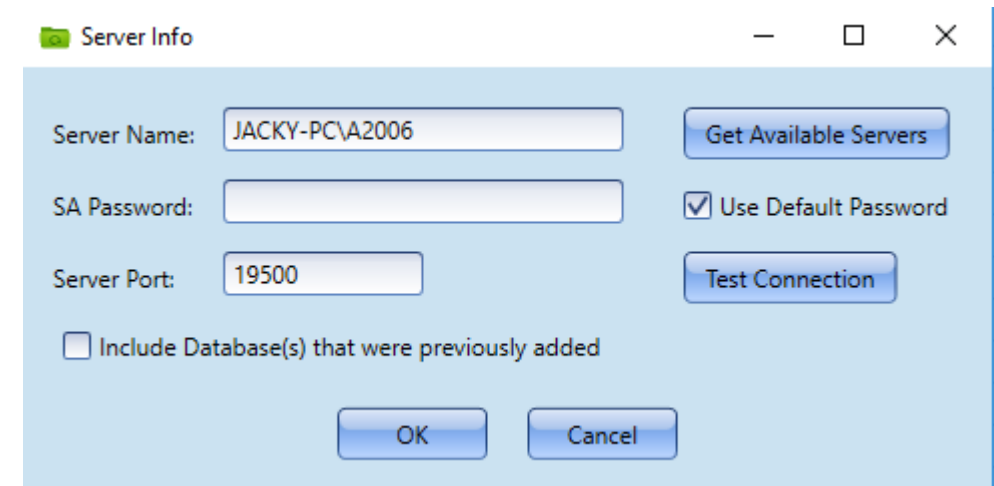 Server Info
Server Name: JACKY-PC\A2006 Get Available Servers
SA Password: Use Default Password
Server Port: 19500 Test Connection
Include Database(s) that were previously added
OK Cancel